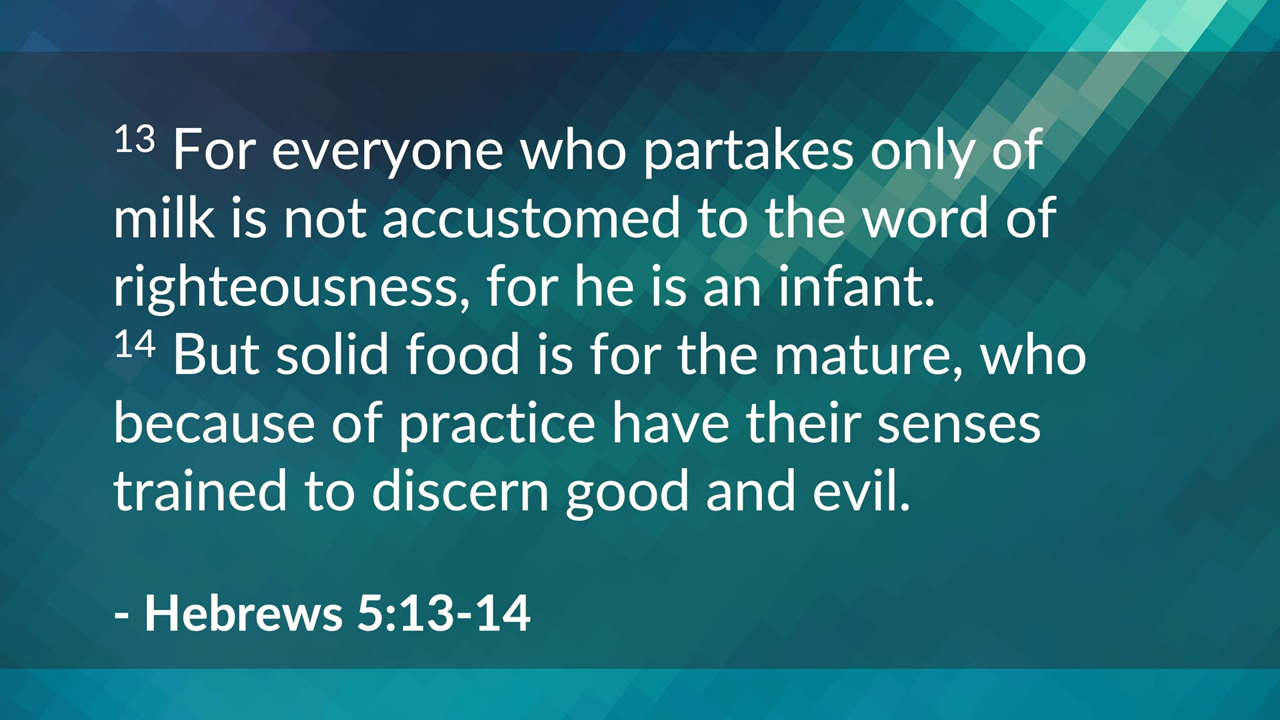 13 For everyone who partakes only of
milk is not accustomed to the word of
righteousness, for he is an infant.
14 But solid food is for the mature, who
because of practice have their senses
trained to discern good and evil.
- Hebrews 5:13-14